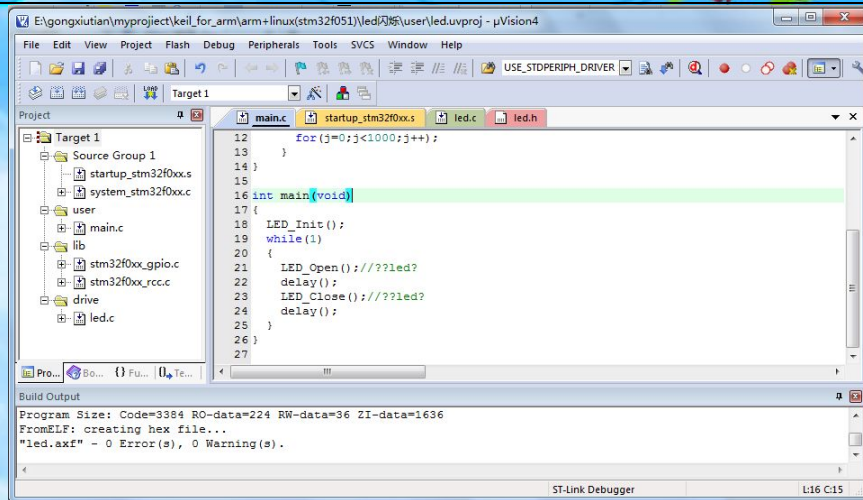 E:\gongxiutian\myproject\keil_for_arm\arm+linux(stm32f051)\led闪烁\user\led.uvproj - µVision4
File Edit View Project Flash Debug Peripherals Tools SVCS Window Help
USE_STDPERIPH_DRIVER
LOAD Target 1
Project
main.c startup_stm32f0xx.s led.c led.h
Target 1
Source Group 1
startup_stm32f0xx.s
system_stm32f0xx.c
user
main.c
lib
stm32f0xx_gpio.c
stm32f0xx_rcc.c
drive
led.c
12 for(j=0;j<1000;j++);
13 }
14 }
15
16 int main(void)
17 {
18 LED_Init();
19 while(1)
20 {
21 LED_Open();//??led?
22 delay();
23 LED_Close();//??led?
24 delay();
25 }
26 }
27
Pro... Bo... {} Fu... 0 Te...
Build Output
Program Size: Code=3384 RO-data=224 RW-data=36 ZI-data=1636
FromELF: creating hex file...
"led.axf" - 0 Error(s), 0 Warning(s).
ST-Link Debugger L:16 C:15